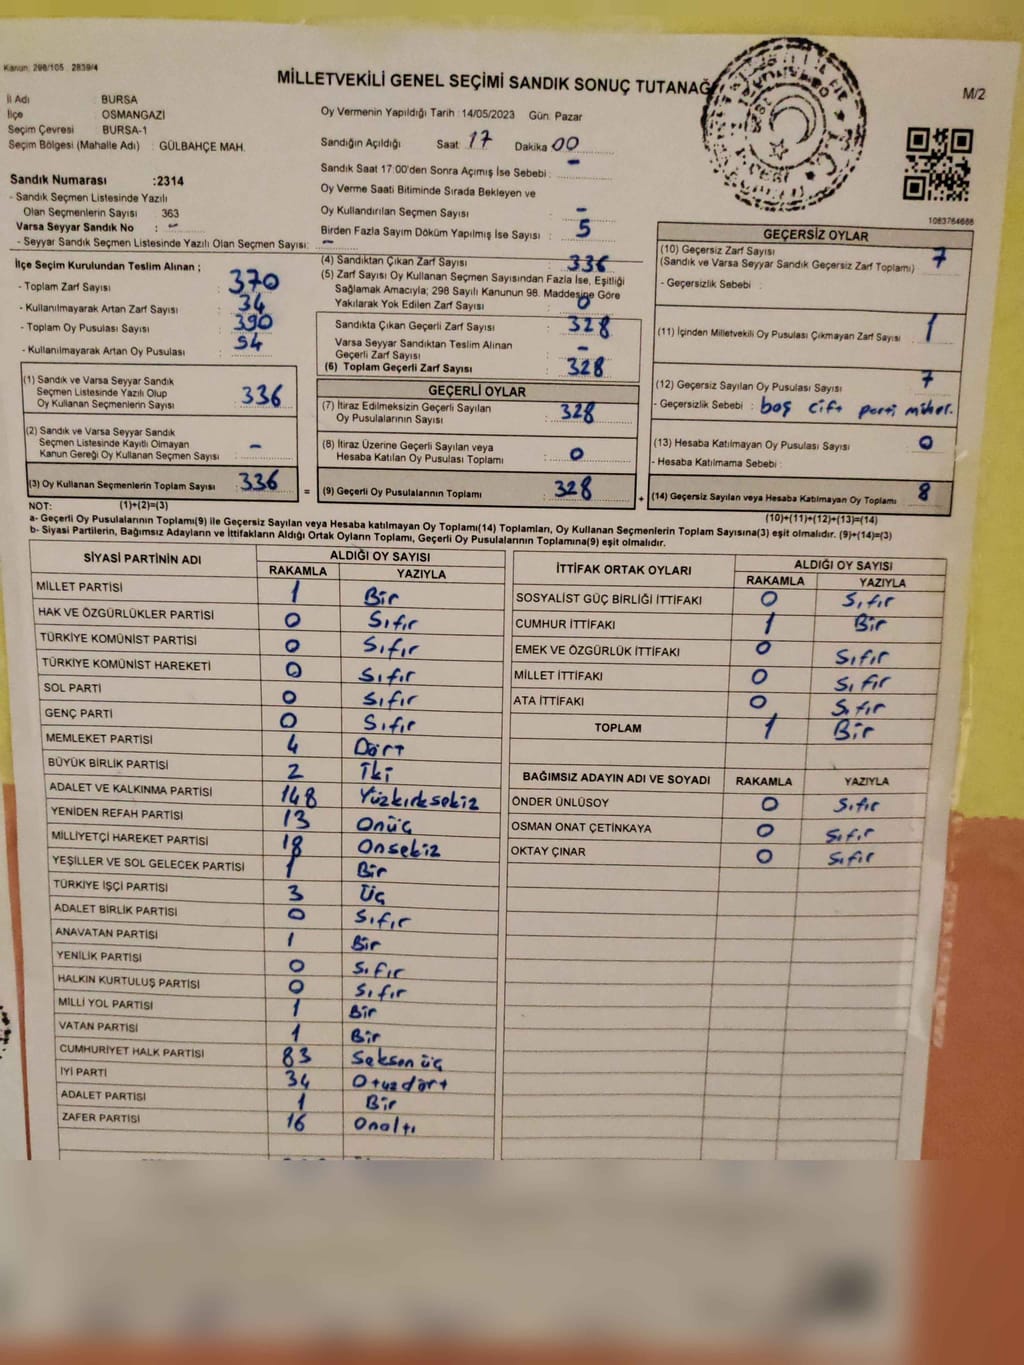 Kanun: 298/105 2839/4
MİLLETVEKİLİ GENEL SEÇİMİ SANDIK SONUÇ TUTANAĞ
M/2
İl Adı BURSA
İlçe OSMANGAZİ
Seçim Çevresi BURSA-1
Seçim Bölgesi (Mahalle Adı) : GÜLBAHÇE MAH.
Sandık Numarası :2314
- Sandık Seçmen Listesinde Yazılı
Olan Seçmenlerin Sayısı : 363
Varsa Seyyar Sandık No : -
- Seyyar Sandık Seçmen Listesinde Yazılı Olan Seçmen Sayısı: -
Oy Vermenin Yapıldığı Tarih : 14/05/2023 Gün: Pazar
Sandığın Açıldığı Saat 17 Dakika 00
Sandık Saat 17:00'den Sonra Açımış İse Sebebi : -
Oy Verme Saati Bitiminde Sırada Bekleyen ve
Oy Kullandırılan Seçmen Sayısı : -
Birden Fazla Sayım Döküm Yapılmış İse Sayısı : 5
1083764686
İlçe Seçim Kurulundan Teslim Alınan ;
- Toplam Zarf Sayısı : 370
- Kullanılmayarak Artan Zarf Sayısı : 34
- Toplam Oy Pusulası Sayısı : 390
- Kullanılmayarak Artan Oy Pusulası : 54
(4) Sandıktan Çıkan Zarf Sayısı : 336
(5) Zarf Sayısı Oy Kullanan Seçmen Sayısından Fazla İse, Eşitliği
Sağlamak Amacıyla; 298 Sayılı Kanunun 98. Maddesine Göre
Yakılarak Yok Edilen Zarf Sayısı : 0
Sandıkta Çıkan Geçerli Zarf Sayısı : 328
Varsa Seyyar Sandıktan Teslim Alınan
Geçerli Zarf Sayısı : -
(6) Toplam Geçerli Zarf Sayısı : 328
GEÇERSİZ OYLAR
(10) Geçersiz Zarf Sayısı
(Sandık ve Varsa Seyyar Sandık Geçersiz Zarf Toplamı) : 7
- Geçersizlik Sebebi :
(11) İçinden Milletvekili Oy Pusulası Çıkmayan Zarf Sayısı : 1
(12) Geçersiz Sayılan Oy Pusulası Sayısı : 7
- Geçersizlik Sebebi : boş çift parti mühür.
(13) Hesaba Katılmayan Oy Pusulası Sayısı : 0
- Hesaba Katılmama Sebebi :
(14) Geçersiz Sayılan veya Hesaba Katılmayan Oy Toplamı : 8
(10)+(11)+(12)+(13)=(14)
(1) Sandık ve Varsa Seyyar Sandık
Seçmen Listesinde Yazılı Olup
Oy Kullanan Seçmenlerin Sayısı : 336
(2) Sandık ve Varsa Seyyar Sandık
Seçmen Listesinde Kayıtlı Olmayan
Kanun Gereği Oy Kullanan Seçmen Sayısı : -
(3) Oy Kullanan Seçmenlerin Toplam Sayısı : 336 =
GEÇERLİ OYLAR
(7) İtiraz Edilmeksizin Geçerli Sayılan
Oy Pusulalarının Sayısı : 328
(8) İtiraz Üzerine Geçerli Sayılan veya
Hesaba Katılan Oy Pusulası Toplamı : 0
(9) Geçerli Oy Pusulalarının Toplamı : 328 +
NOT: (1)+(2)=(3)
a- Geçerli Oy Pusulalarının Toplamı(9) ile Geçersiz Sayılan veya Hesaba katılmayan Oy Toplamı(14) Toplamları, Oy Kullanan Seçmenlerin Toplam Sayısına(3) eşit olmalıdır. (9)+(14)=(3)
b- Siyasi Partilerin, Bağımsız Adayların ve İttifakların Aldığı Ortak Oyların Toplamı, Geçerli Oy Pusulalarının Toplamına(9) eşit olmalıdır.
SİYASİ PARTİNİN ADI ALDIĞI OY SAYISI
RAKAMLA YAZIYLA
MİLLET PARTİSİ 1 Bir
HAK VE ÖZGÜRLÜKLER PARTİSİ 0 Sıfır
TÜRKİYE KOMÜNİST PARTİSİ 0 Sıfır
TÜRKİYE KOMÜNİST HAREKETİ 0 Sıfır
SOL PARTİ 0 Sıfır
GENÇ PARTİ 0 Sıfır
MEMLEKET PARTİSİ 4 Dört
BÜYÜK BİRLİK PARTİSİ 2 İki
ADALET VE KALKINMA PARTİSİ 148 Yüzkırksekiz
YENİDEN REFAH PARTİSİ 13 Onüç
MİLLİYETÇİ HAREKET PARTİSİ 18 Onsekiz
YEŞİLLER VE SOL GELECEK PARTİSİ 1 Bir
TÜRKİYE İŞÇİ PARTİSİ 3 Üç
ADALET BİRLİK PARTİSİ 0 Sıfır
ANAVATAN PARTİSİ 1 Bir
YENİLİK PARTİSİ 0 Sıfır
HALKIN KURTULUŞ PARTİSİ 0 Sıfır
MİLLİ YOL PARTİSİ 1 Bir
VATAN PARTİSİ 1 Bir
CUMHURİYET HALK PARTİSİ 83 Seksen üç
İYİ PARTİ 34 Otuzdört
ADALET PARTİSİ 1 Bir
ZAFER PARTİSİ 16 Onaltı
İTTİFAK ORTAK OYLARI ALDIĞI OY SAYISI
RAKAMLA YAZIYLA
SOSYALİST GÜÇ BİRLİĞİ İTTİFAKI 0 Sıfır
CUMHUR İTTİFAKI 1 Bir
EMEK VE ÖZGÜRLÜK İTTİFAKI 0 Sıfır
MİLLET İTTİFAKI 0 Sıfır
ATA İTTİFAKI 0 Sıfır
TOPLAM 1 Bir
BAĞIMSIZ ADAYIN ADI VE SOYADI RAKAMLA YAZIYLA
ÖNDER ÜNLÜSOY 0 Sıfır
OSMAN ONAT ÇETİNKAYA 0 Sıfır
OKTAY ÇINAR 0 Sıfır